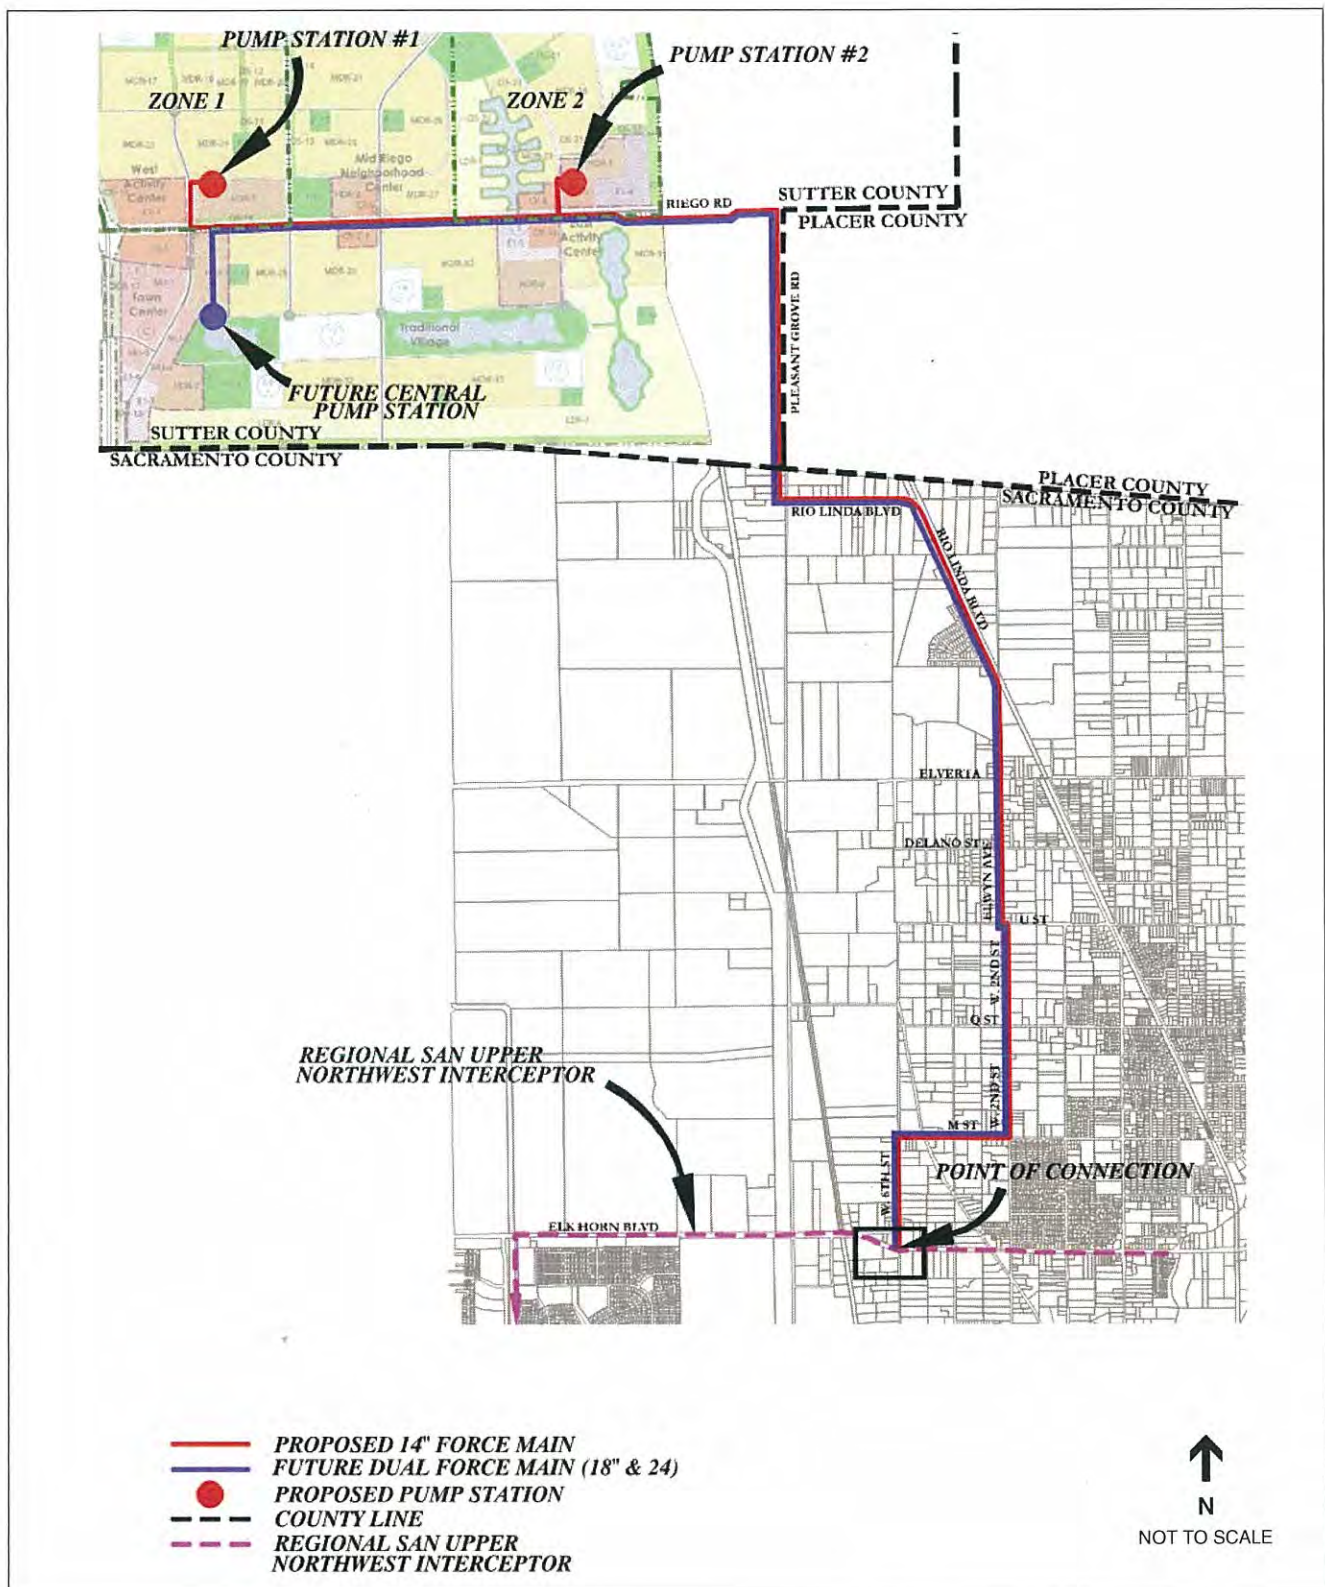 PUMP STATION #1
PUMP STATION #2
ZONE 1
ZONE 2
West
Activity
Center
Mid Riego
Neighborhood
Center
RIEGO RD
SUTTER COUNTY
PLACER COUNTY
East
Activity
Center
PLEASANT GROVE RD
Town
Center
Traditional
Village
FUTURE CENTRAL
PUMP STATION
SUTTER COUNTY
SACRAMENTO COUNTY
PLACER COUNTY
SACRAMENTO COUNTY
RIO LINDA BLVD
RIO LINDA BLVD
ELVERTA
DELANO ST
ELWYN AVE
U ST
W. 2ND ST
Q ST
REGIONAL SAN UPPER
NORTHWEST INTERCEPTOR
W. 2ND ST
M ST
W. 6TH ST
POINT OF CONNECTION
ELK HORN BLVD
PROPOSED 14" FORCE MAIN
FUTURE DUAL FORCE MAIN (18" & 24)
PROPOSED PUMP STATION
COUNTY LINE
REGIONAL SAN UPPER
NORTHWEST INTERCEPTOR
N
NOT TO SCALE